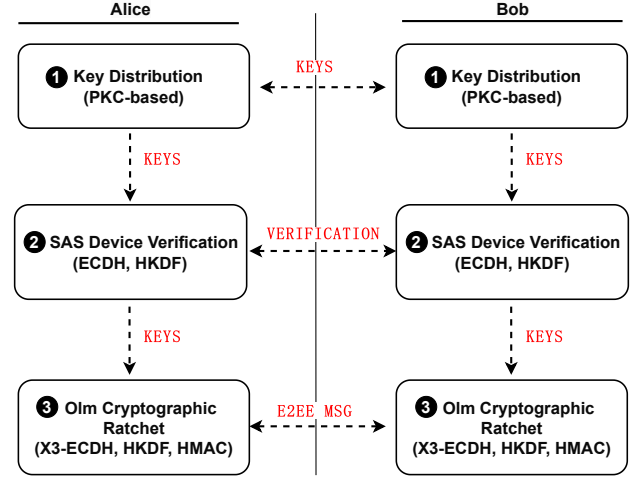 Alice
Bob
1 Key Distribution
(PKC-based)
KEYS
1 Key Distribution
(PKC-based)
KEYS
KEYS
2 SAS Device Verification
(ECDH, HKDF)
VERIFICATION
2 SAS Device Verification
(ECDH, HKDF)
KEYS
KEYS
3 Olm Cryptographic
Ratchet
(X3-ECDH, HKDF, HMAC)
E2EE MSG
3 Olm Cryptographic
Ratchet
(X3-ECDH, HKDF, HMAC)